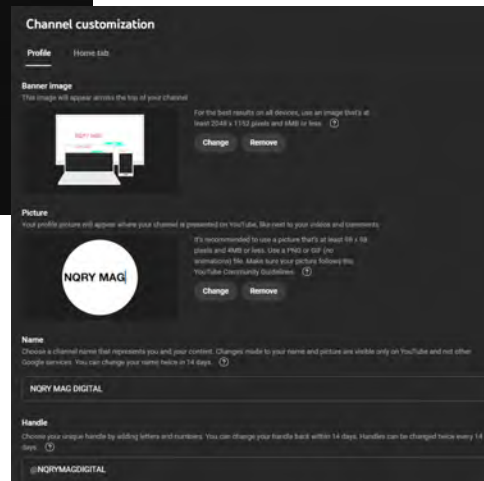 Channel customization
Profile Home tab
Banner image
This image will appear across the top of your channel
For the best results on all devices, use an image that's at
least 2048 x 1152 pixels and 6MB or less.
Change Remove
NQRY MAG
Picture
Your profile picture will appear where your channel is presented on YouTube, like next to your videos and comments
It's recommended to use a picture that's at least 98 x 98
pixels and 4MB or less. Use a PNG or GIF (no
animations) file. Make sure your picture follows the
YouTube Community Guidelines.
NQRY MAG
Change Remove
Name
Choose a channel name that represents you and your content. Changes made to your name and picture are visible only on YouTube and not other
Google services. You can change your name twice in 14 days.
NQRY MAG DIGITAL
Handle
Choose your unique handle by adding letters and numbers. You can change your handle back within 14 days. Handles can be changed twice every 14
days.
@NQRYMAGDIGITAL